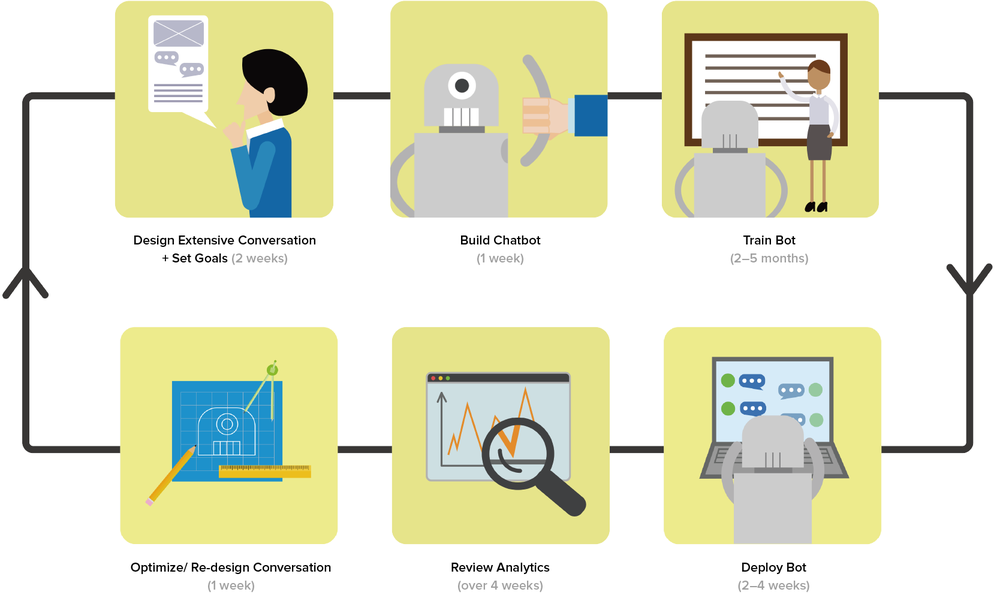 Design Extensive Conversation
+ Set Goals (2 weeks)
Build Chatbot
(1 week)
Train Bot
(2–5 months)
Optimize/ Re-design Conversation
(1 week)
Review Analytics
(over 4 weeks)
Deploy Bot
(2–4 weeks)